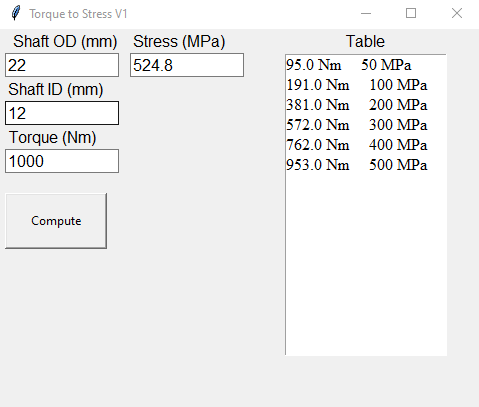 Torque to Stress V1
Shaft OD (mm) Stress (MPa) Table
22 524.8
Shaft ID (mm)
12
Torque (Nm)
1000
Compute
95.0 Nm 50 MPa
191.0 Nm 100 MPa
381.0 Nm 200 MPa
572.0 Nm 300 MPa
762.0 Nm 400 MPa
953.0 Nm 500 MPa